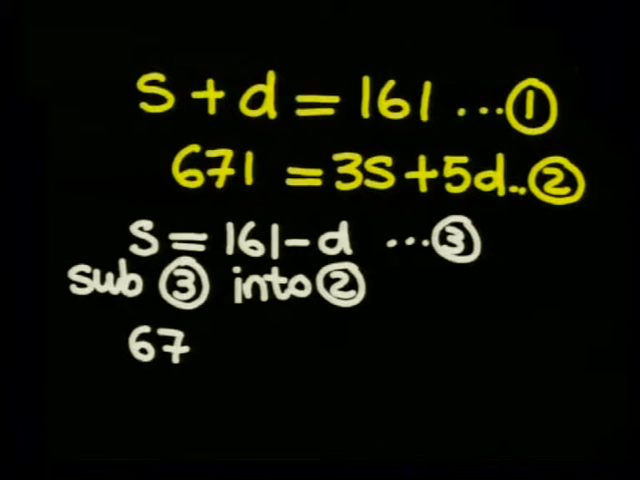 s + d = 161 ... ①
671 = 3s + 5d .. ②
s = 161 - d ... ③
sub ③ into ②
67